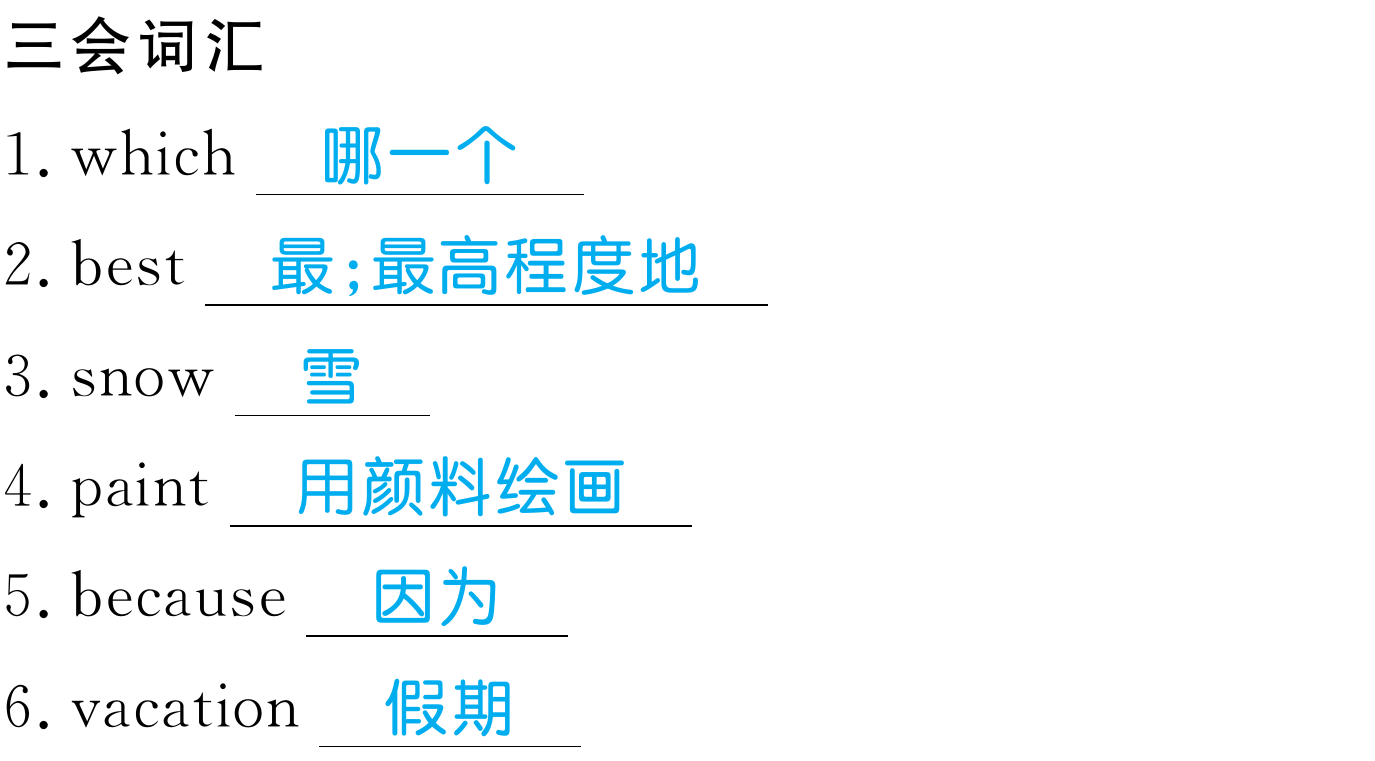 三会词汇
1. which 哪一个
2. best 最;最高程度地
3. snow 雪
4. paint 用颜料绘画
5. because 因为
6. vacation 假期